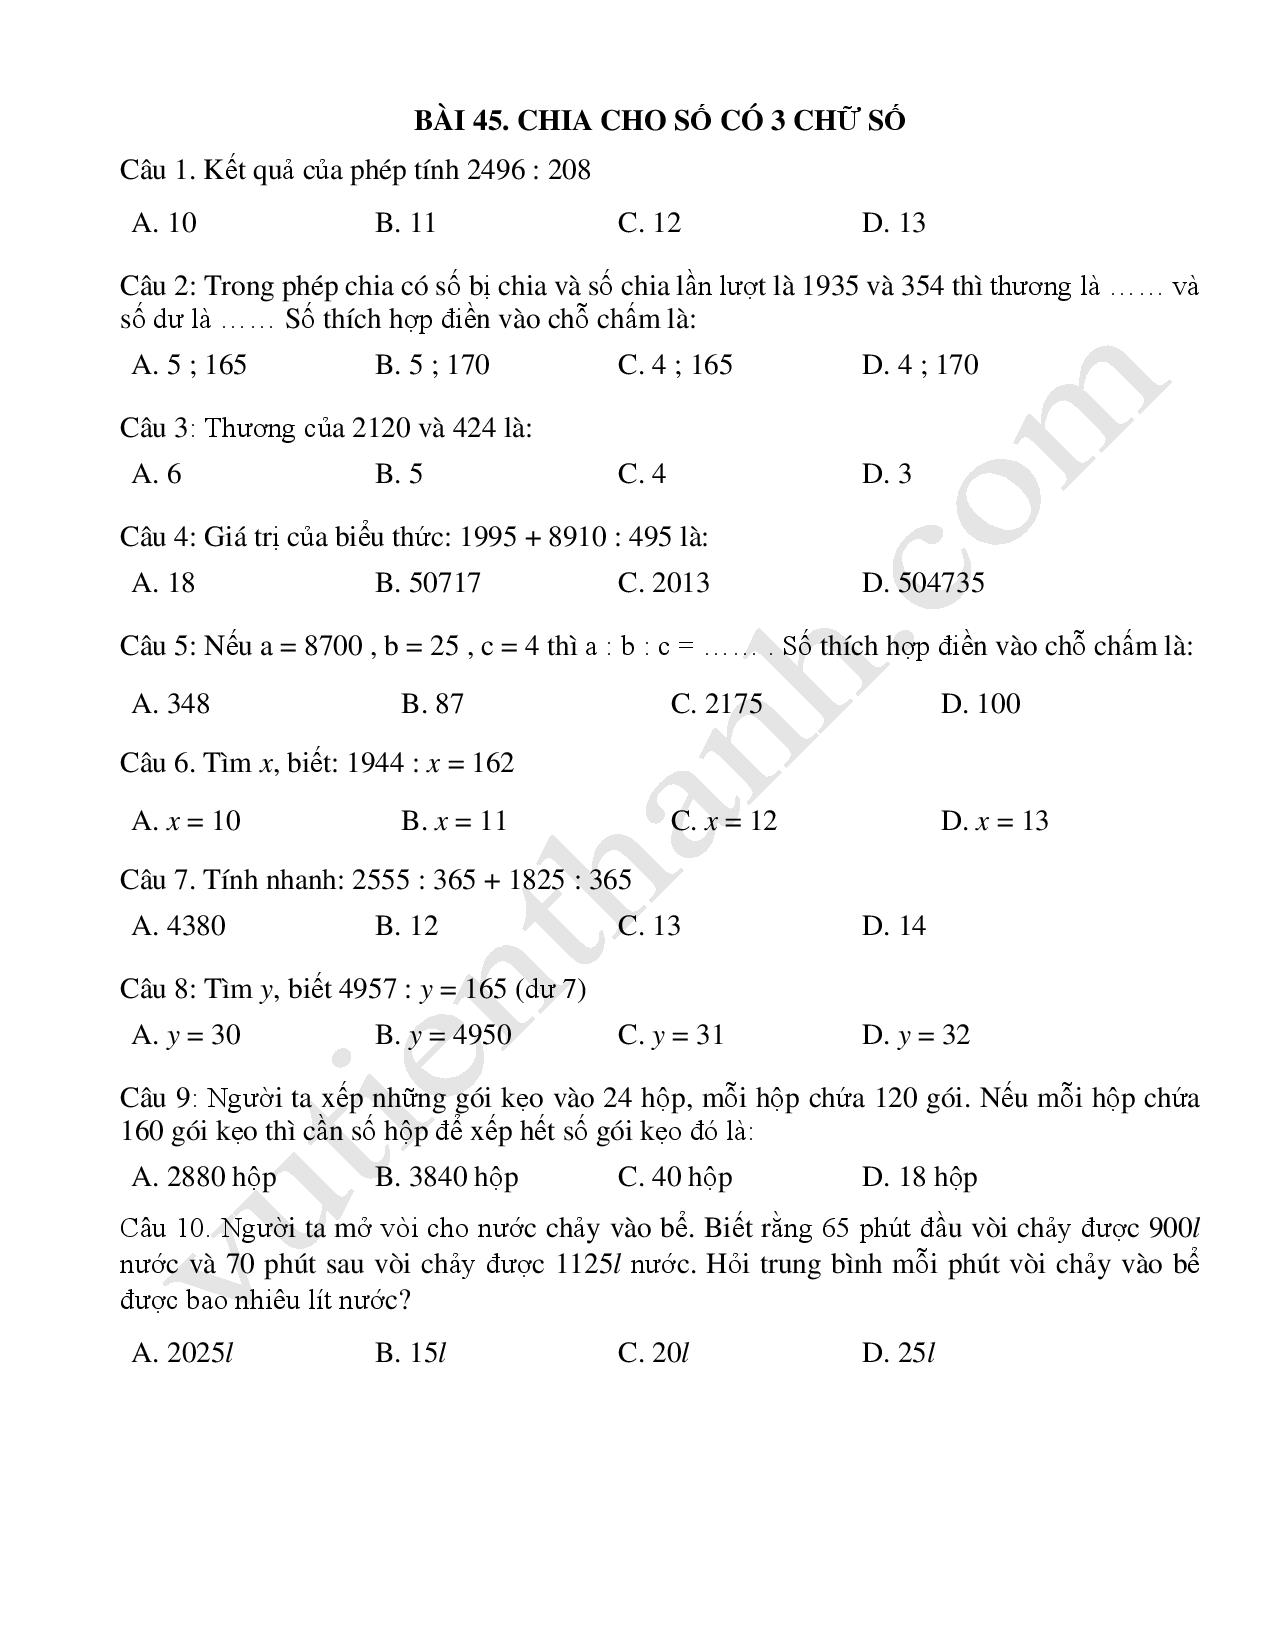 BÀI 45. CHIA CHO SỐ CÓ 3 CHỮ SỐ
Câu 1. Kết quả của phép tính 2496 : 208
A. 10 B. 11 C. 12 D. 13
Câu 2: Trong phép chia có số bị chia và số chia lần lượt là 1935 và 354 thì thương là …… và
số dư là …… Số thích hợp điền vào chỗ chấm là:
A. 5 ; 165 B. 5 ; 170 C. 4 ; 165 D. 4 ; 170
Câu 3: Thương của 2120 và 424 là:
A. 6 B. 5 C. 4 D. 3
Câu 4: Giá trị của biểu thức: 1995 + 8910 : 495 là:
A. 18 B. 50717 C. 2013 D. 504735
Câu 5: Nếu a = 8700 , b = 25 , c = 4 thì a : b : c = …… . Số thích hợp điền vào chỗ chấm là:
A. 348 B. 87 C. 2175 D. 100
Câu 6. Tìm x, biết: 1944 : x = 162
A. x = 10 B. x = 11 C. x = 12 D. x = 13
Câu 7. Tính nhanh: 2555 : 365 + 1825 : 365
A. 4380 B. 12 C. 13 D. 14
Câu 8: Tìm y, biết 4957 : y = 165 (dư 7)
A. y = 30 B. y = 4950 C. y = 31 D. y = 32
Câu 9: Người ta xếp những gói kẹo vào 24 hộp, mỗi hộp chứa 120 gói. Nếu mỗi hộp chứa
160 gói kẹo thì cần số hộp để xếp hết số gói kẹo đó là:
A. 2880 hộp B. 3840 hộp C. 40 hộp D. 18 hộp
Câu 10. Người ta mở vòi cho nước chảy vào bể. Biết rằng 65 phút đầu vòi chảy được 900l
nước và 70 phút sau vòi chảy được 1125l nước. Hỏi trung bình mỗi phút vòi chảy vào bể
được bao nhiêu lít nước?
A. 2025l B. 15l C. 20l D. 25l
vutienthanh.com